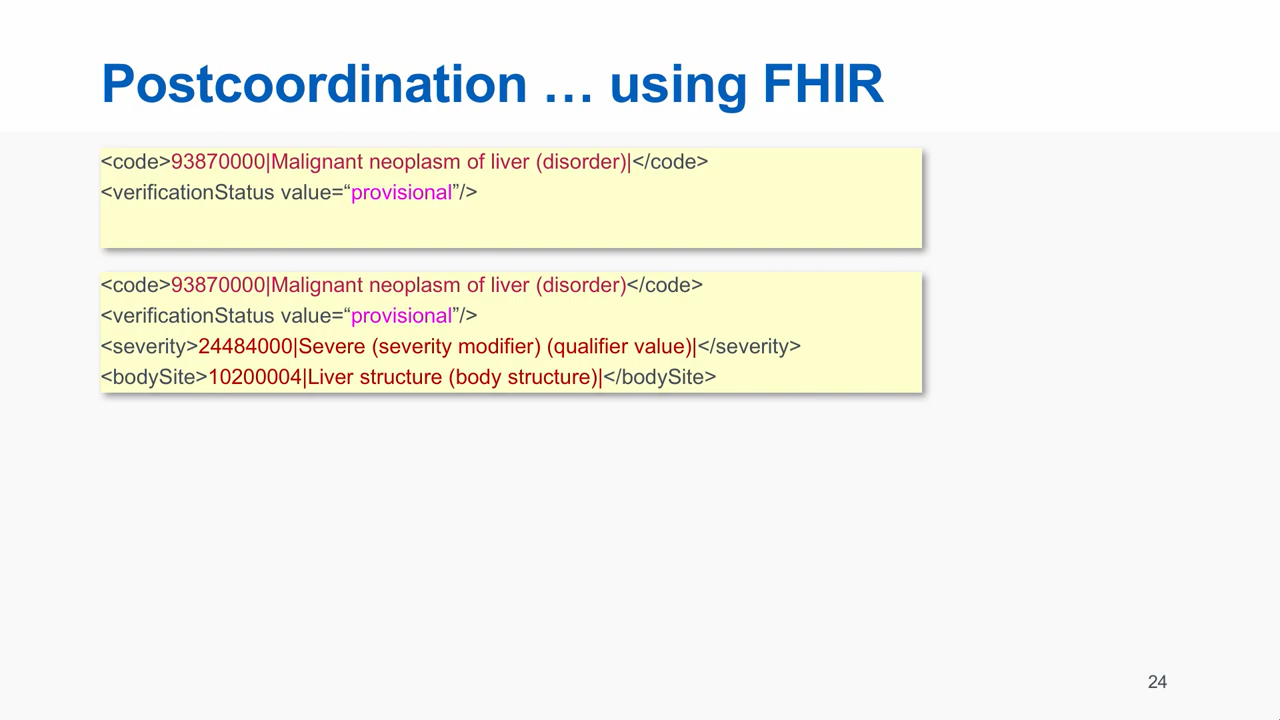 Postcoordination … using FHIR
<code>93870000|Malignant neoplasm of liver (disorder)|</code>
<verificationStatus value=“provisional”/>
<code>93870000|Malignant neoplasm of liver (disorder)</code>
<verificationStatus value=“provisional”/>
<severity>24484000|Severe (severity modifier) (qualifier value)|</severity>
<bodySite>10200004|Liver structure (body structure)|</bodySite>
24